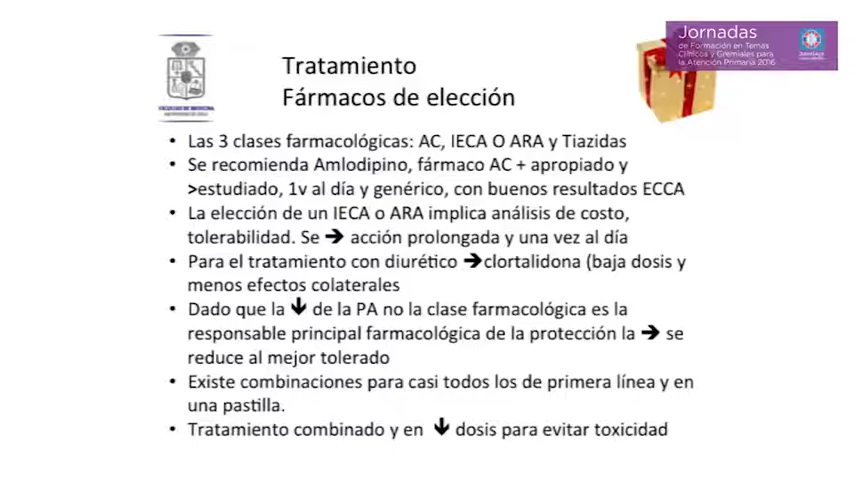 Jornadas
de Formación en Temas
Clínicos y Gremiales para
la Atención Primaria 2016
Tratamiento
Fármacos de elección
• Las 3 clases farmacológicas: AC, IECA O ARA y Tiazidas
• Se recomienda Amlodipino, fármaco AC + apropiado y
>estudiado, 1v al día y genérico, con buenos resultados ECCA
• La elección de un IECA o ARA implica análisis de costo,
tolerabilidad. Se ➔ acción prolongada y una vez al día
• Para el tratamiento con diurético ➔clortalidona (baja dosis y
menos efectos colaterales
• Dado que la 🡻 de la PA no la clase farmacológica es la
responsable principal farmacológica de la protección la ➔ se
reduce al mejor tolerado
• Existe combinaciones para casi todos los de primera línea y en
una pastilla.
• Tratamiento combinado y en 🡻 dosis para evitar toxicidad